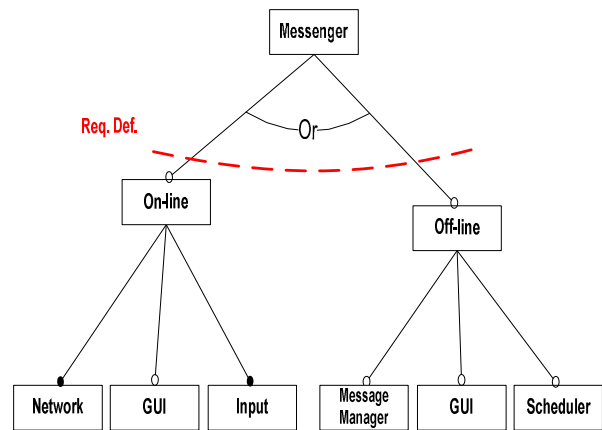 Messenger
Req. Def.
Or
On-line
Off-line
Network
GUI
Input
Message
Manager
GUI
Scheduler